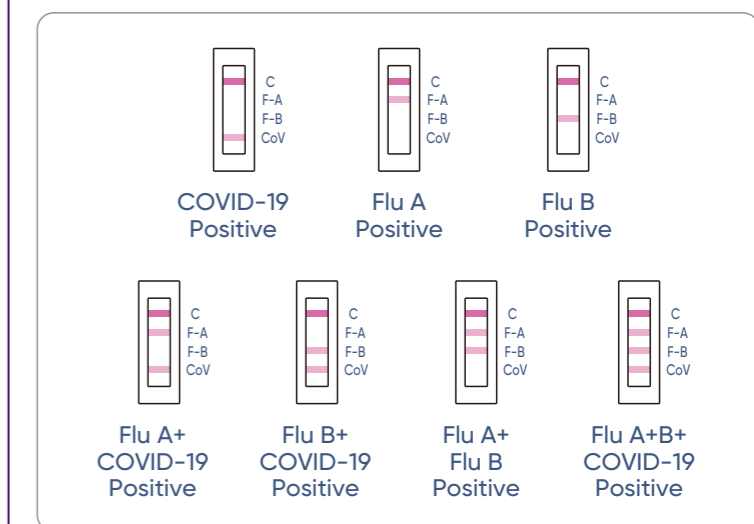 C
F-A
F-B
CoV
COVID-19
Positive
C
F-A
F-B
CoV
Flu A
Positive
C
F-A
F-B
CoV
Flu B
Positive
C
F-A
F-B
CoV
Flu A+
COVID-19
Positive
C
F-A
F-B
CoV
Flu B+
COVID-19
Positive
C
F-A
F-B
CoV
Flu A+
Flu B
Positive
C
F-A
F-B
CoV
Flu A+B+
COVID-19
Positive